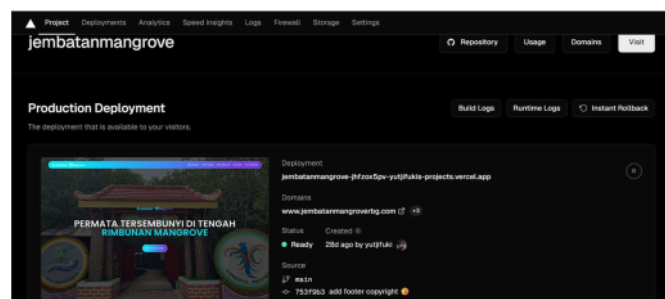 Project Deployments Analytics Speed Insights Logs Firewall Storage Settings
jembatanmangrove
Repository Usage Domains Visit
Production Deployment
Build Logs Runtime Logs Instant Rollback
The deployment that is available to your visitors.
Deployment
jembatanmangrove-jhfzox5pv-yutjifukis-projects.vercel.app
Domains
www.jembatanmangroverbg.com +3
Status Created
Ready 28d ago by yutjifuki
Source
main
753f9b3 add footer copyright
PERMATA TERSEMBUNYI DI TENGAH
RIMBUNAN MANGROVE